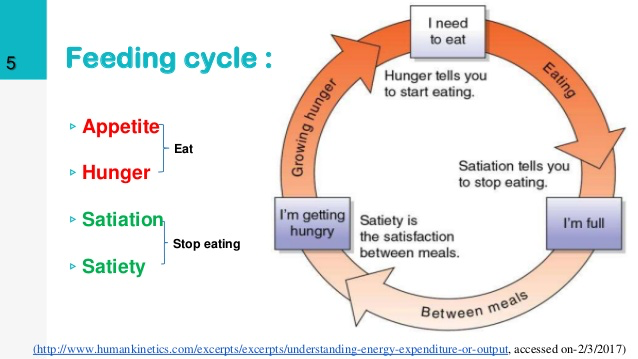 5
Feeding cycle :
Appetite
Eat
Hunger
Satiation
Stop eating
Satiety
I need
to eat
Hunger tells you
to start eating.
Eating
Satiation tells you
to stop eating.
I'm full
Between meals
Satiety is
the satisfaction
between meals.
I'm getting
hungry
Growing hunger
(http://www.humankinetics.com/excerpts/excerpts/understanding-energy-expenditure-or-output, accessed on-2/3/2017)